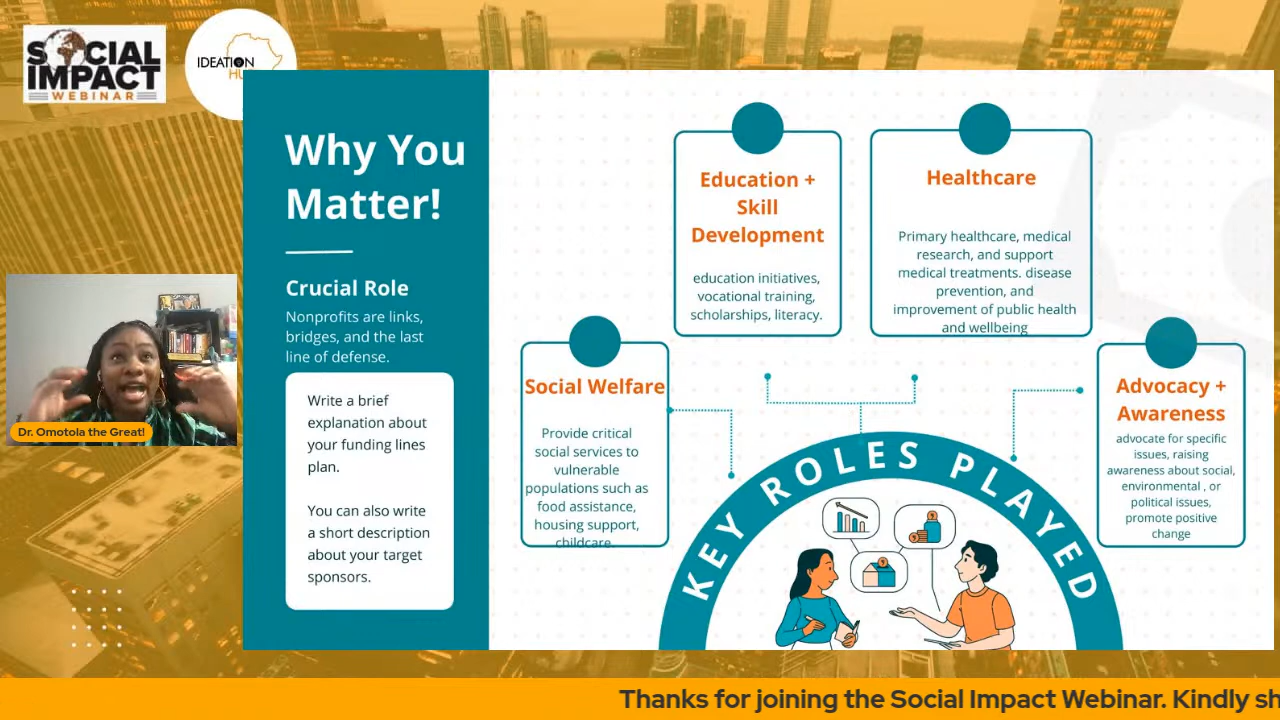 SOCIAL
IMPACT
WEBINAR
IDEATION
HU
Why You
Matter!
Crucial Role
Nonprofits are links,
bridges, and the last
line of defense.
Write a brief
explanation about
your funding lines
plan.
You can also write
a short description
about your target
sponsors.
Education +
Skill
Development
education initiatives,
vocational training,
scholarships, literacy.
Healthcare
Primary healthcare, medical
research, and support
medical treatments. disease
prevention, and
improvement of public health
and wellbeing
Social Welfare
Provide critical
social services to
vulnerable
populations such as
food assistance,
housing support,
childcare.
Advocacy +
Awareness
advocate for specific
issues, raising
awareness about social,
environmental , or
political issues,
promote positive
change
KEY ROLES PLAYED
Dr. Omotola the Great!
Thanks for joining the Social Impact Webinar. Kindly sh